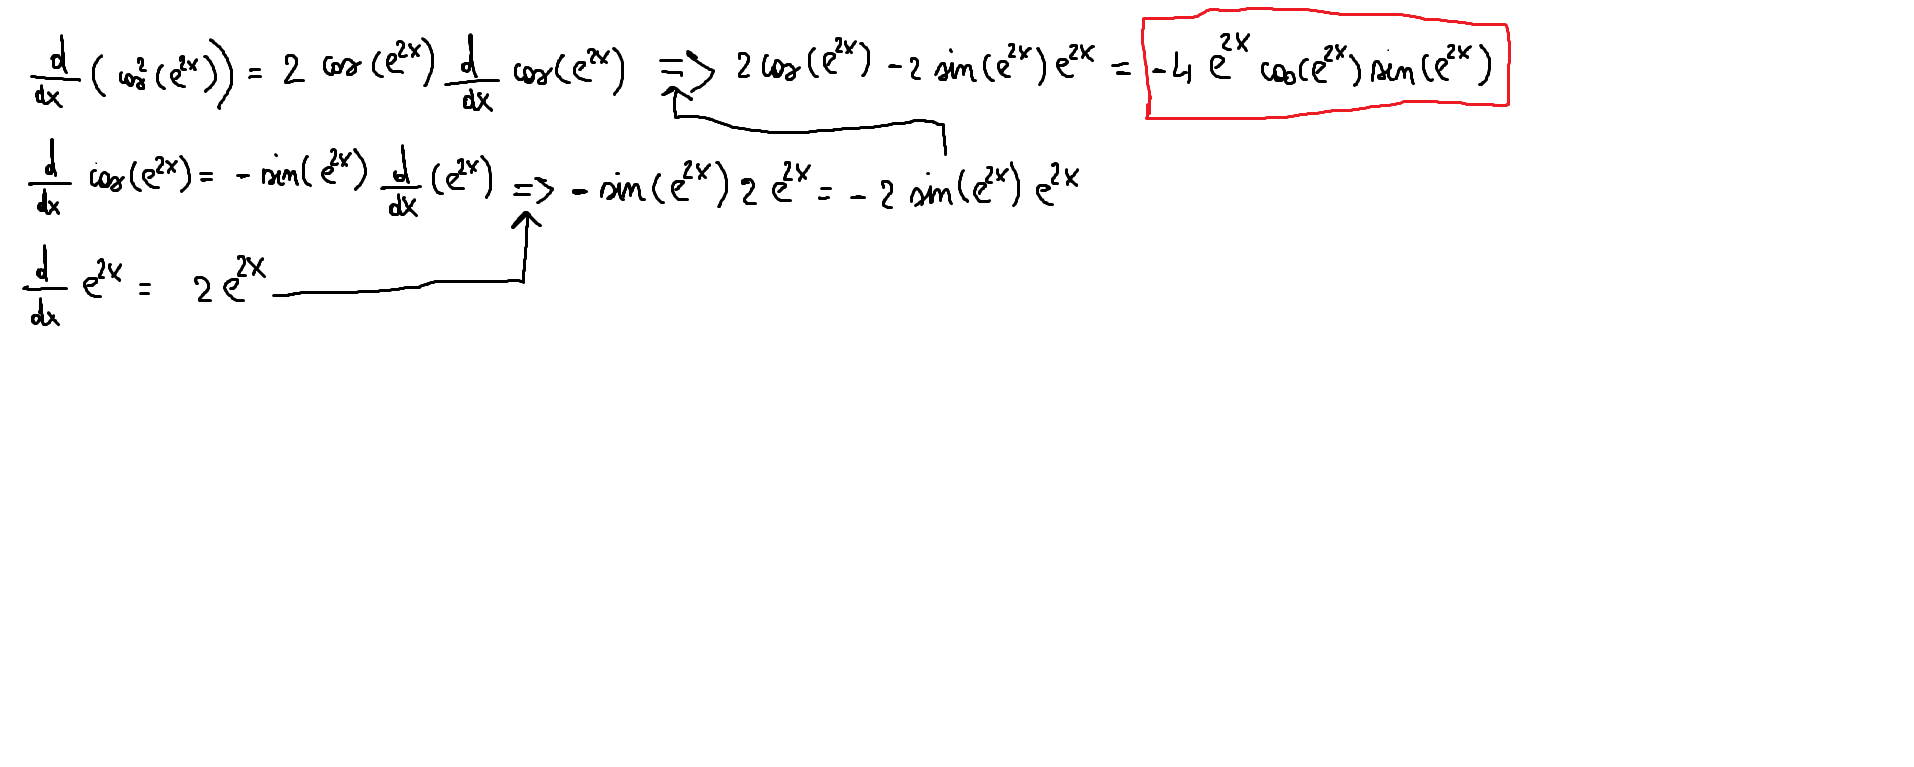 d/dx (cos²(e^{2x})) = 2 cos(e^{2x}) d/dx cos(e^{2x}) => 2 cos(e^{2x}) - 2 sin(e^{2x}) e^{2x} = -4 e^{2x} cos(e^{2x}) sin(e^{2x})
d/dx cos(e^{2x}) = - sin(e^{2x}) d/dx (e^{2x}) => - sin(e^{2x}) 2 e^{2x} = - 2 sin(e^{2x}) e^{2x}
d/dx e^{2x} = 2 e^{2x}